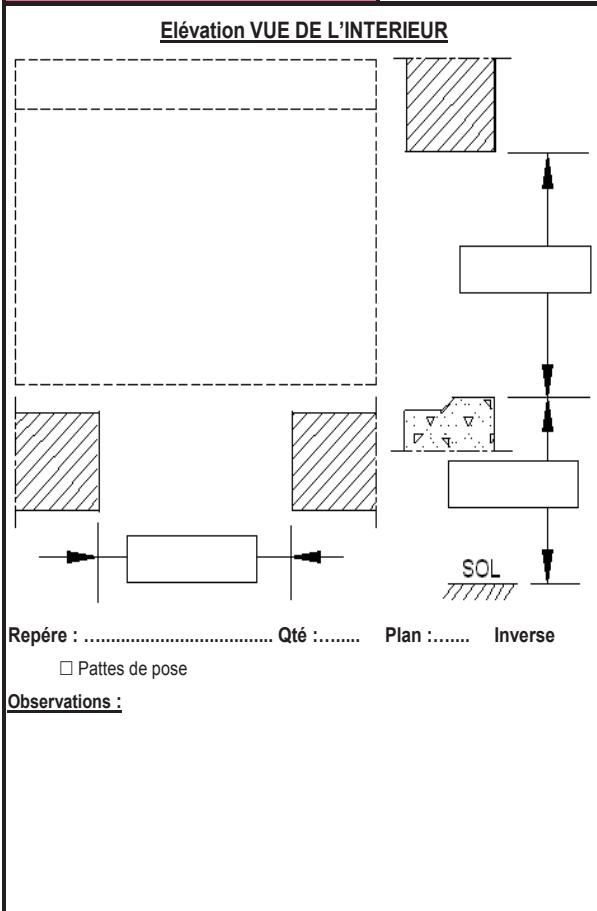 Elévation VUE DE L'INTERIEUR
SOL
Repére : ….................................... Qté :…..... Plan :…..... Inverse
☐ Pattes de pose
Observations :